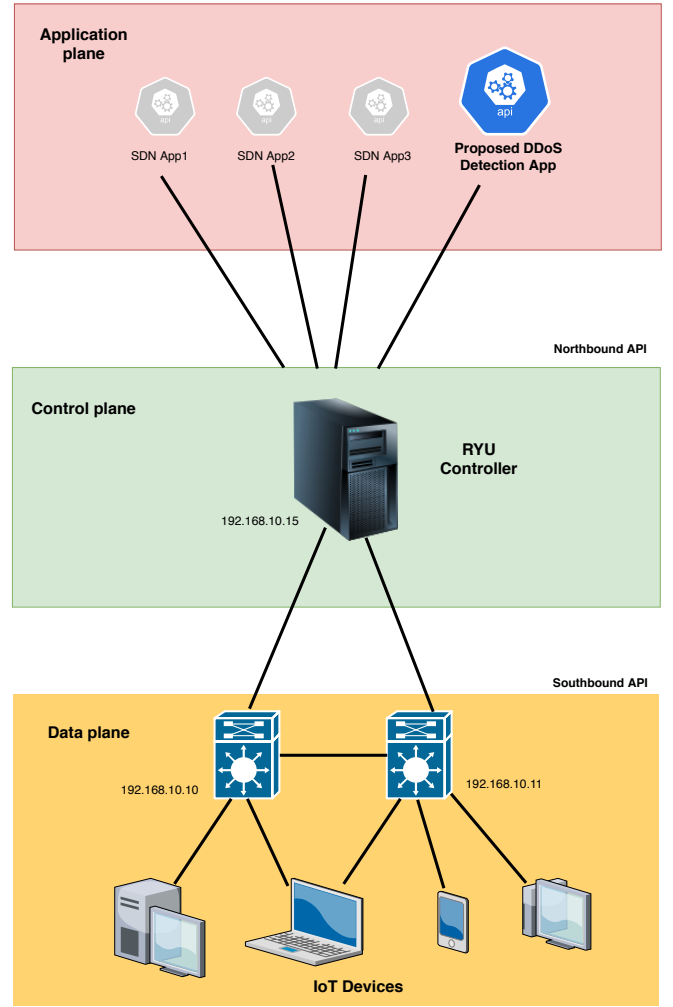 Application
plane
api
api
api
api
SDN App1
SDN App2
SDN App3
Proposed DDoS
Detection App
Northbound API
Control plane
RYU
Controller
192.168.10.15
Southbound API
Data plane
192.168.10.10
192.168.10.11
IoT Devices